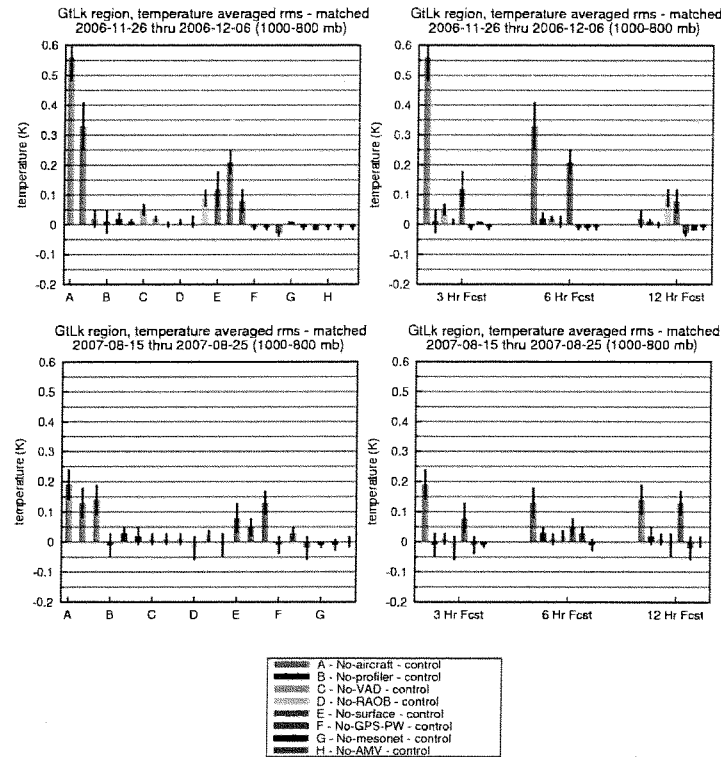 GtLk region, temperature averaged rms - matched
2006-11-26 thru 2006-12-06 (1000-800 mb)
temperature (K)
0.6
0.5
0.4
0.3
0.2
0.1
0
-0.1
-0.2
A B C D E F G H
GtLk region, temperature averaged rms - matched
2006-11-26 thru 2006-12-06 (1000-800 mb)
temperature (K)
0.6
0.5
0.4
0.3
0.2
0.1
0
-0.1
-0.2
3 Hr Fcst 6 Hr Fcst 12 Hr Fcst
GtLk region, temperature averaged rms - matched
2007-08-15 thru 2007-08-25 (1000-800 mb)
temperature (K)
0.6
0.5
0.4
0.3
0.2
0.1
0
-0.1
-0.2
A B C D E F G
GtLk region, temperature averaged rms - matched
2007-08-15 thru 2007-08-25 (1000-800 mb)
temperature (K)
0.6
0.5
0.4
0.3
0.2
0.1
0
-0.1
-0.2
3 Hr Fcst 6 Hr Fcst 12 Hr Fcst
A - No-aircraft - control
B - No-profiler - control
C - No-VAD - control
D - No-RAOB - control
E - No-surface - control
F - No-GPS-PW - control
G - No-mesonet - control
H - No-AMV - control